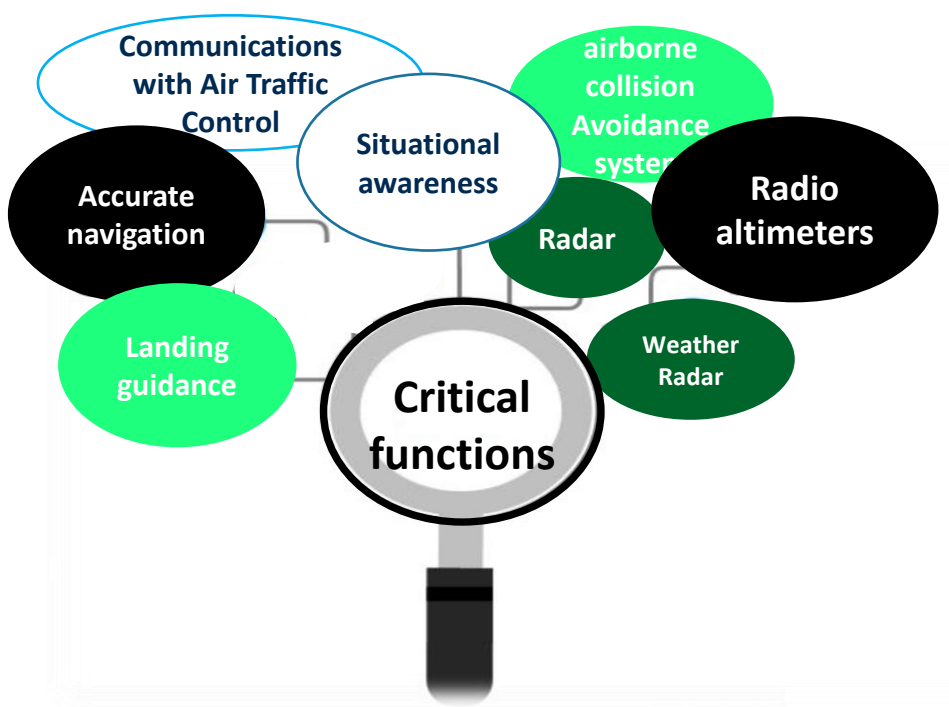 Communications
with Air Traffic
Control
Situational
awareness
airborne
collision
Avoidance
system
Accurate
navigation
Radar
Radio
altimeters
Landing
guidance
Weather
Radar
Critical
functions